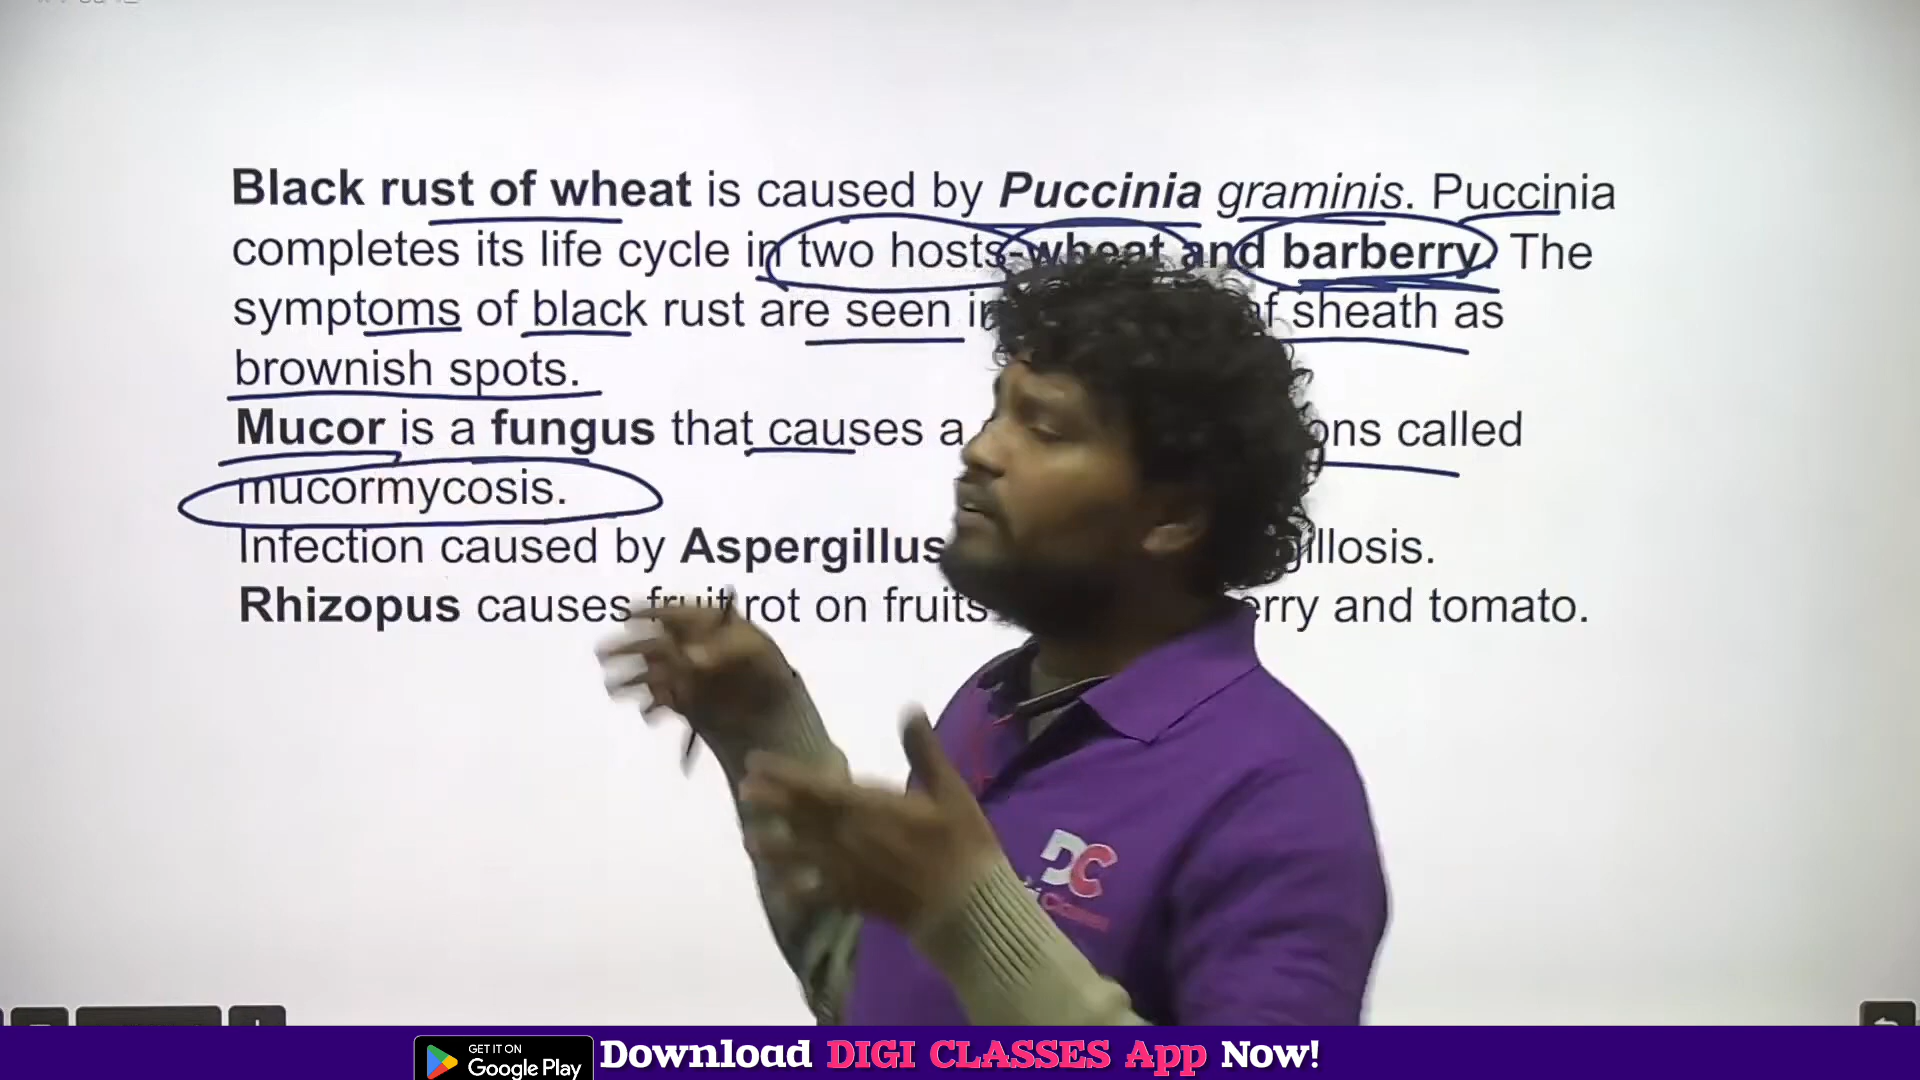 Black rust of wheat is caused by Puccinia graminis. Puccinia
completes its life cycle in two hosts-wheat and barberry. The
symptoms of black rust are seen in sheath as
brownish spots.
Mucor is a fungus that causes a called
mucormycosis.
Infection caused by Aspergillus
Rhizopus causes fruit rot on fruits and tomato.
DC
Classes
GET IT ON
Google Play
Download DIGI CLASSES App Now!